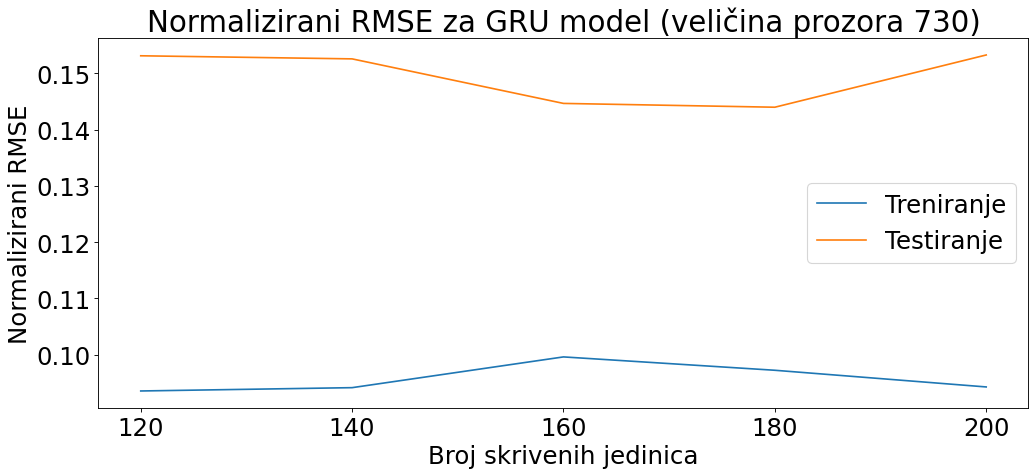 Normalizirani RMSE za GRU model (veličina prozora 730)
Normalizirani RMSE
0.15
0.14
0.13
0.12
0.11
0.10
Treniranje
Testiranje
120 140 160 180 200
Broj skrivenih jedinica